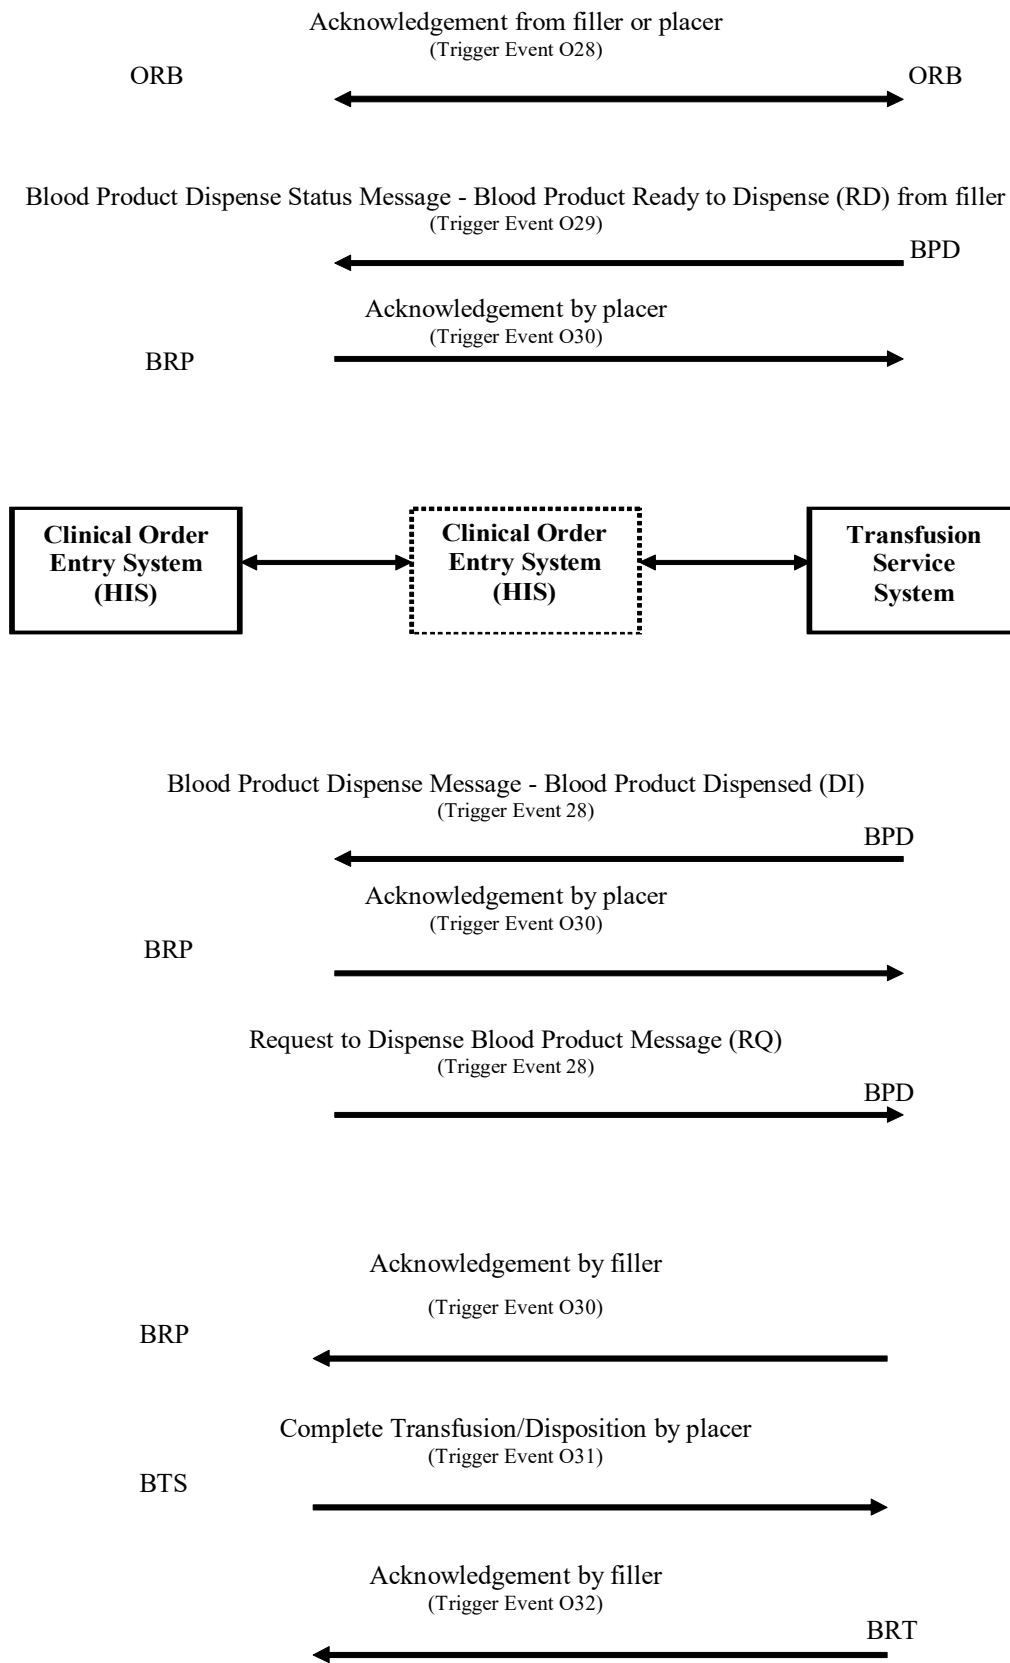 Acknowledgement from filler or placer
(Trigger Event O28)
ORB
ORB
Blood Product Dispense Status Message - Blood Product Ready to Dispense (RD) from filler
(Trigger Event O29)
BPD
Acknowledgement by placer
(Trigger Event O30)
BRP
Clinical Order
Entry System
(HIS)
Clinical Order
Entry System
(HIS)
Transfusion
Service
System
Blood Product Dispense Message - Blood Product Dispensed (DI)
(Trigger Event 28)
BPD
Acknowledgement by placer
(Trigger Event O30)
BRP
Request to Dispense Blood Product Message (RQ)
(Trigger Event 28)
BPD
Acknowledgement by filler
(Trigger Event O30)
BRP
Complete Transfusion/Disposition by placer
(Trigger Event O31)
BTS
Acknowledgement by filler
(Trigger Event O32)
BRT